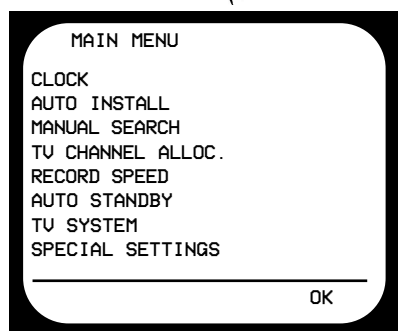 MAIN MENU
CLOCK
AUTO INSTALL
MANUAL SEARCH
TV CHANNEL ALLOC.
RECORD SPEED
AUTO STANDBY
TV SYSTEM
SPECIAL SETTINGS
OK